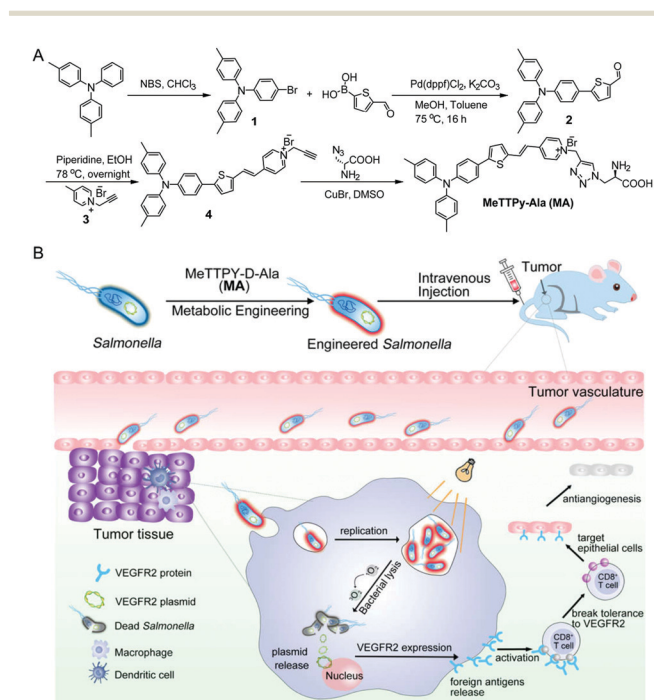 A
NBS, CHCl₃
Br
1
+
HO OH
B
S
O
Pd(dppf)Cl₂, K₂CO₃
MeOH, Toluene
75 °C, 16 h
N
S
O
2
Piperidine, EtOH
78 °C, overnight
Br
N
+
3
N
S
Br
N
+
4
N₃
COOH
NH₂
CuBr, DMSO
N
S
Br
N
+
N=N
N
NH₂
COOH
MeTTPy-Ala (MA)
B
MeTTPY-D-Ala
(MA)
Metabolic Engineering
Salmonella
Engineered Salmonella
Intravenous
Injection
Tumor
Tumor vasculature
Tumor tissue
VEGFR2 protein
VEGFR2 plasmid
Dead Salmonella
Macrophage
Dendritic cell
replication
Bacterial lysis
plasmid
release
Nucleus
VEGFR2 expression
foreign antigens
release
activation
CD8⁺
T cell
break tolerance
to VEGFR2
CD8⁺
T cell
target
epithelial cells
antiangiogenesis